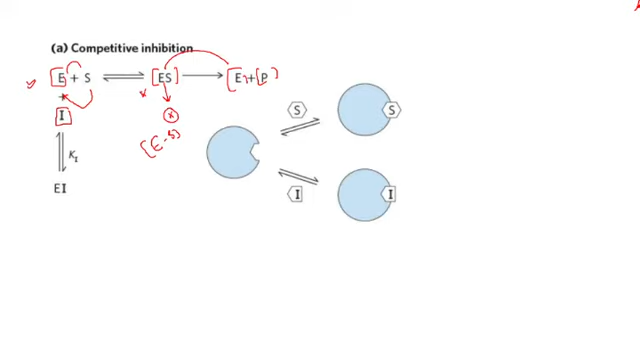 (a) Competitive inhibition
[E + S ⇌ [ES] → [E]+[P]
+
I
K_I
EI
x
x
[E-S]
S
S
I
I